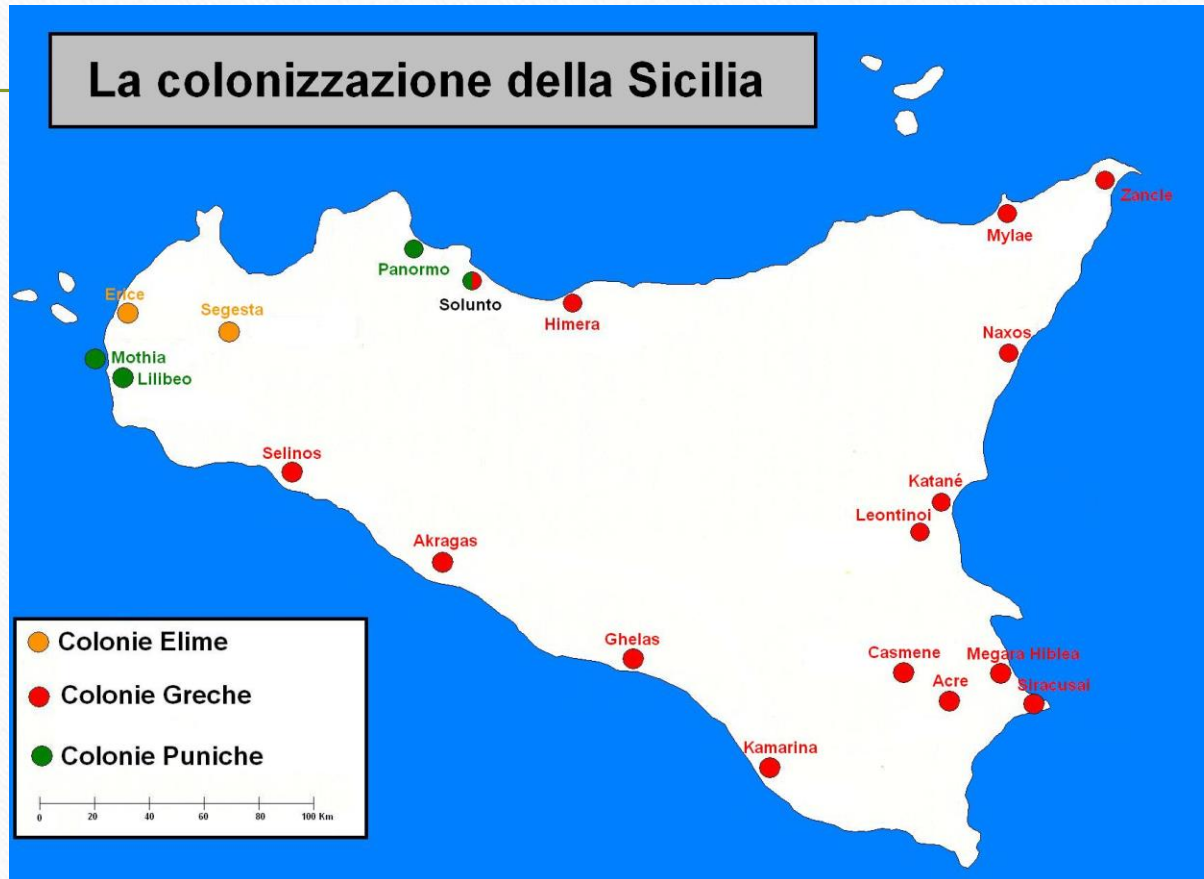 La colonizzazione della Sicilia
Zancle
Mylae
Panormo
Solunto
Erice
Segesta
Himera
Naxos
Mothia
Lilibeo
Selinos
Katané
Leontinoi
Akragas
Ghelas
Casmene
Megara Hiblea
Acre
Siracusai
Kamarina
Colonie Elime
Colonie Greche
Colonie Puniche
0 20 40 60 80 100 Km